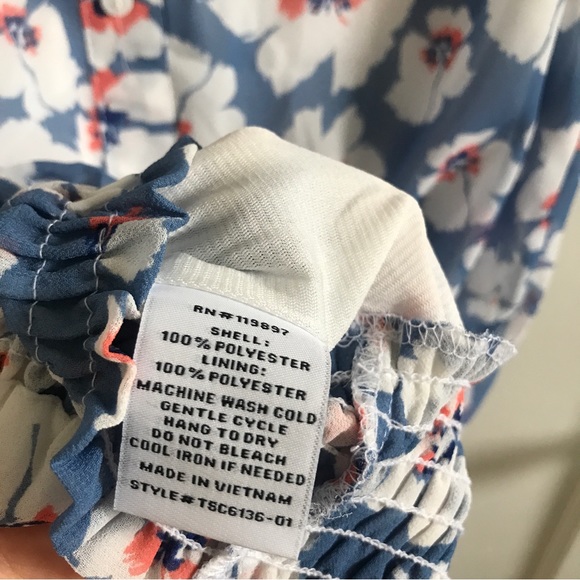 RN#119897
SHELL:
100% POLYESTER
LINING:
100% POLYESTER
MACHINE WASH COLD
GENTLE CYCLE
HANG TO DRY
DO NOT BLEACH
COOL IRON IF NEEDED
MADE IN VIETNAM
STYLE# TSC6136-01